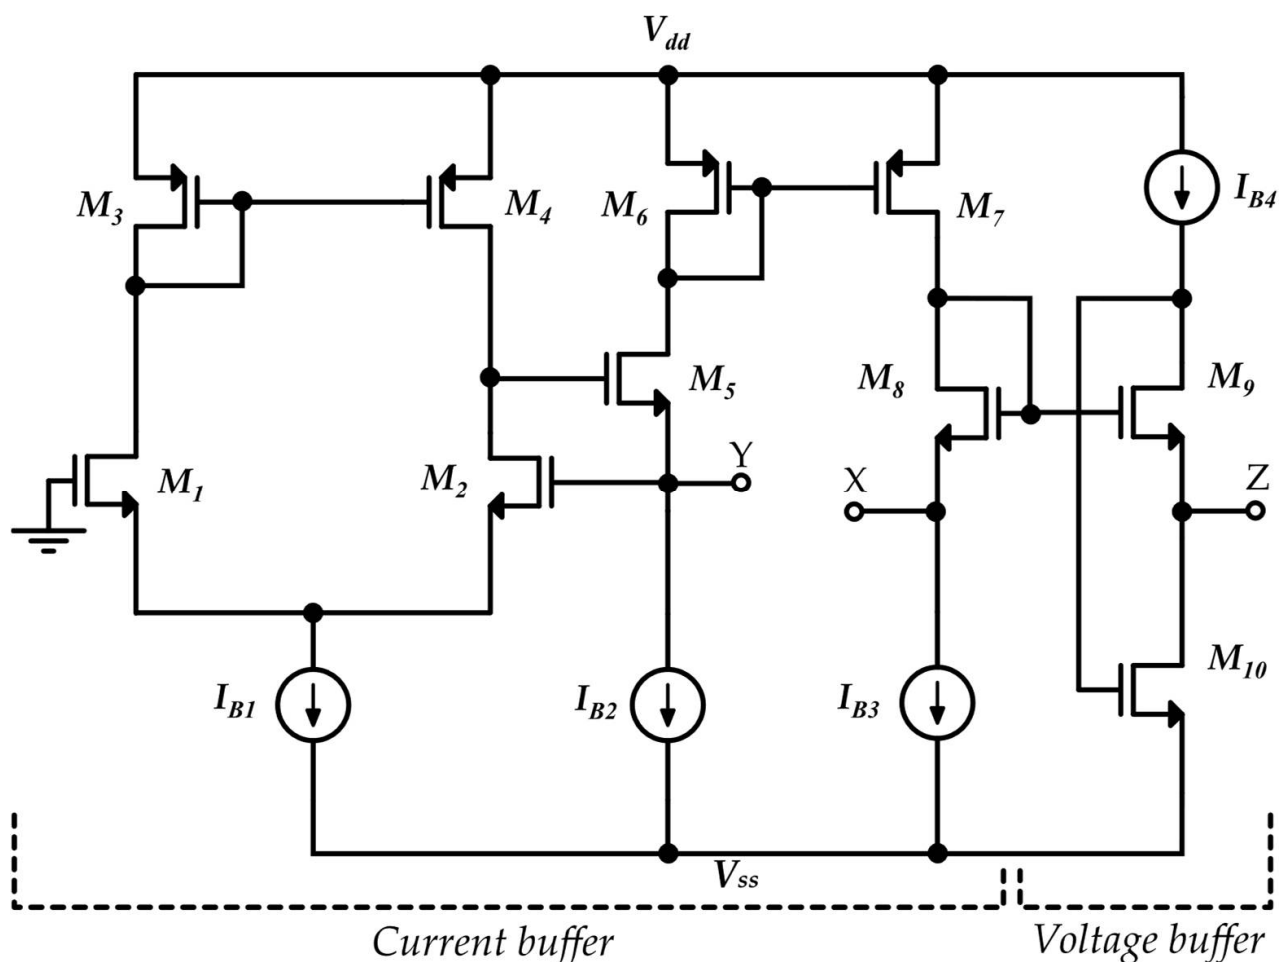 Vdd
M3
M4
M6
M7
IB4
M5
M8
M9
M1
M2
Y
X
Z
IB1
IB2
IB3
M10
Vss
Current buffer
Voltage buffer